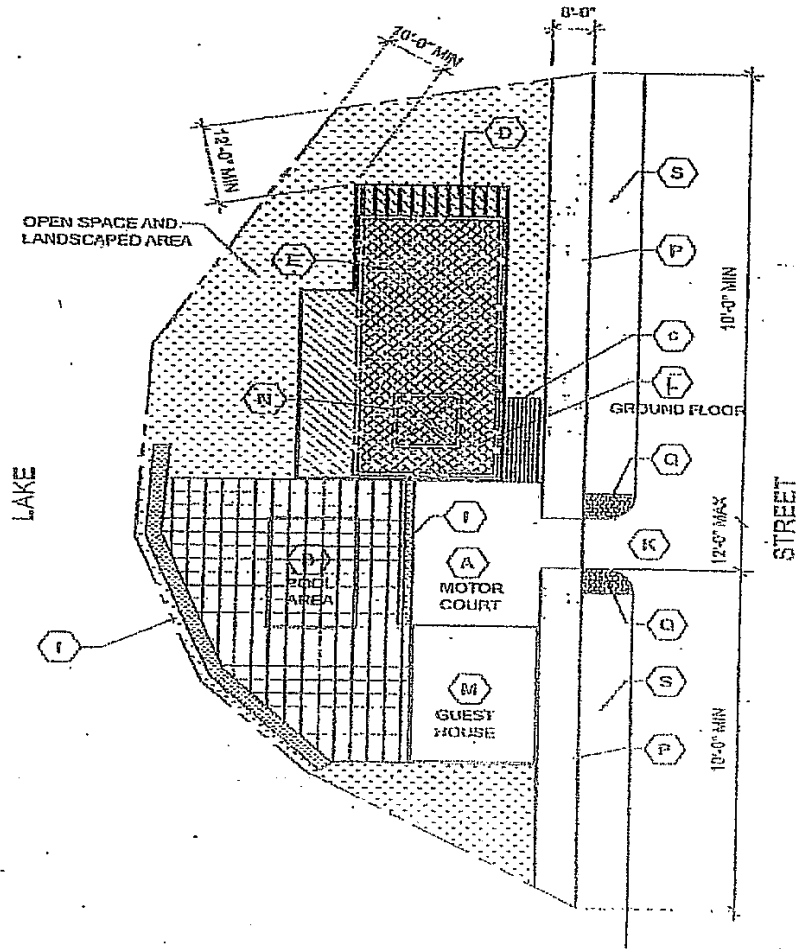 8'-0"
10'-0" MIN
12'-0" MIN
D
S
OPEN SPACE AND
LANDSCAPED AREA
E
P
10'-0" MIN
C
L
GROUND FLOOR
N
Q
LAKE
STREET
I
12'-0" MAX
K
A
MOTOR
COURT
POOL
AREA
I
Q
M
GUEST
HOUSE
S
P
10'-0" MIN